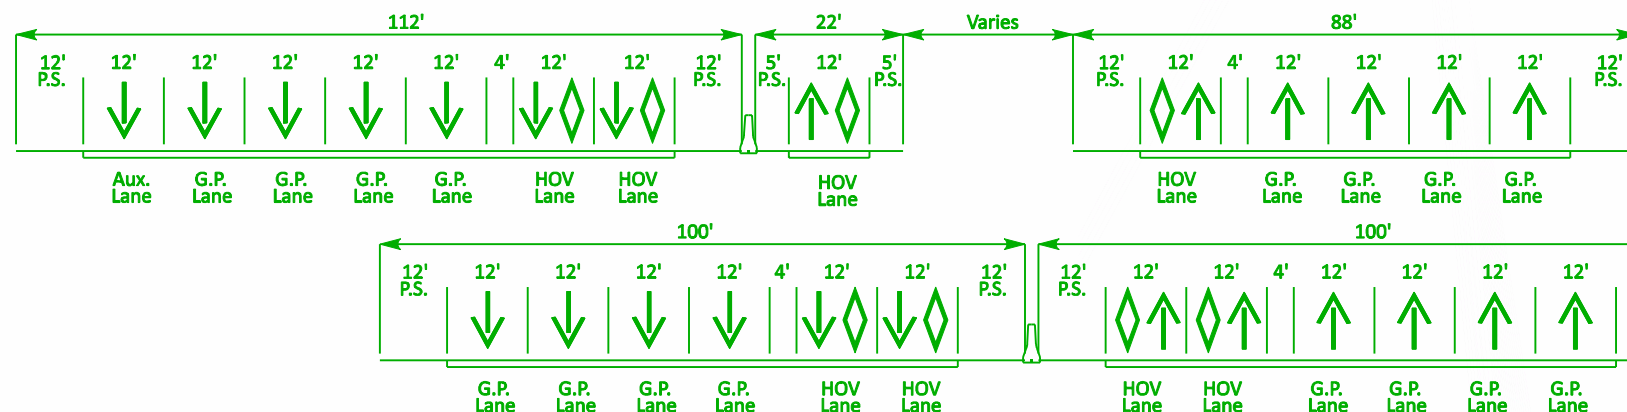 112' 22' Varies 88'
12' 12' 12' 12' 12' 12' 4' 12' 12' 12' 5' 12' 5' 12' 12' 4' 12' 12' 12' 12' 12'
P.S. P.S. P.S. P.S. P.S. P.S.
Aux. G.P. G.P. G.P. G.P. HOV HOV HOV HOV G.P. G.P. G.P. G.P.
Lane Lane Lane Lane Lane Lane Lane Lane Lane Lane Lane Lane Lane
100' 100'
12' 12' 12' 12' 12' 4' 12' 12' 12' 12' 12' 12' 4' 12' 12' 12' 12'
P.S. P.S. P.S.
G.P. G.P. G.P. G.P. HOV HOV HOV HOV G.P. G.P. G.P. G.P.
Lane Lane Lane Lane Lane Lane Lane Lane Lane Lane Lane Lane